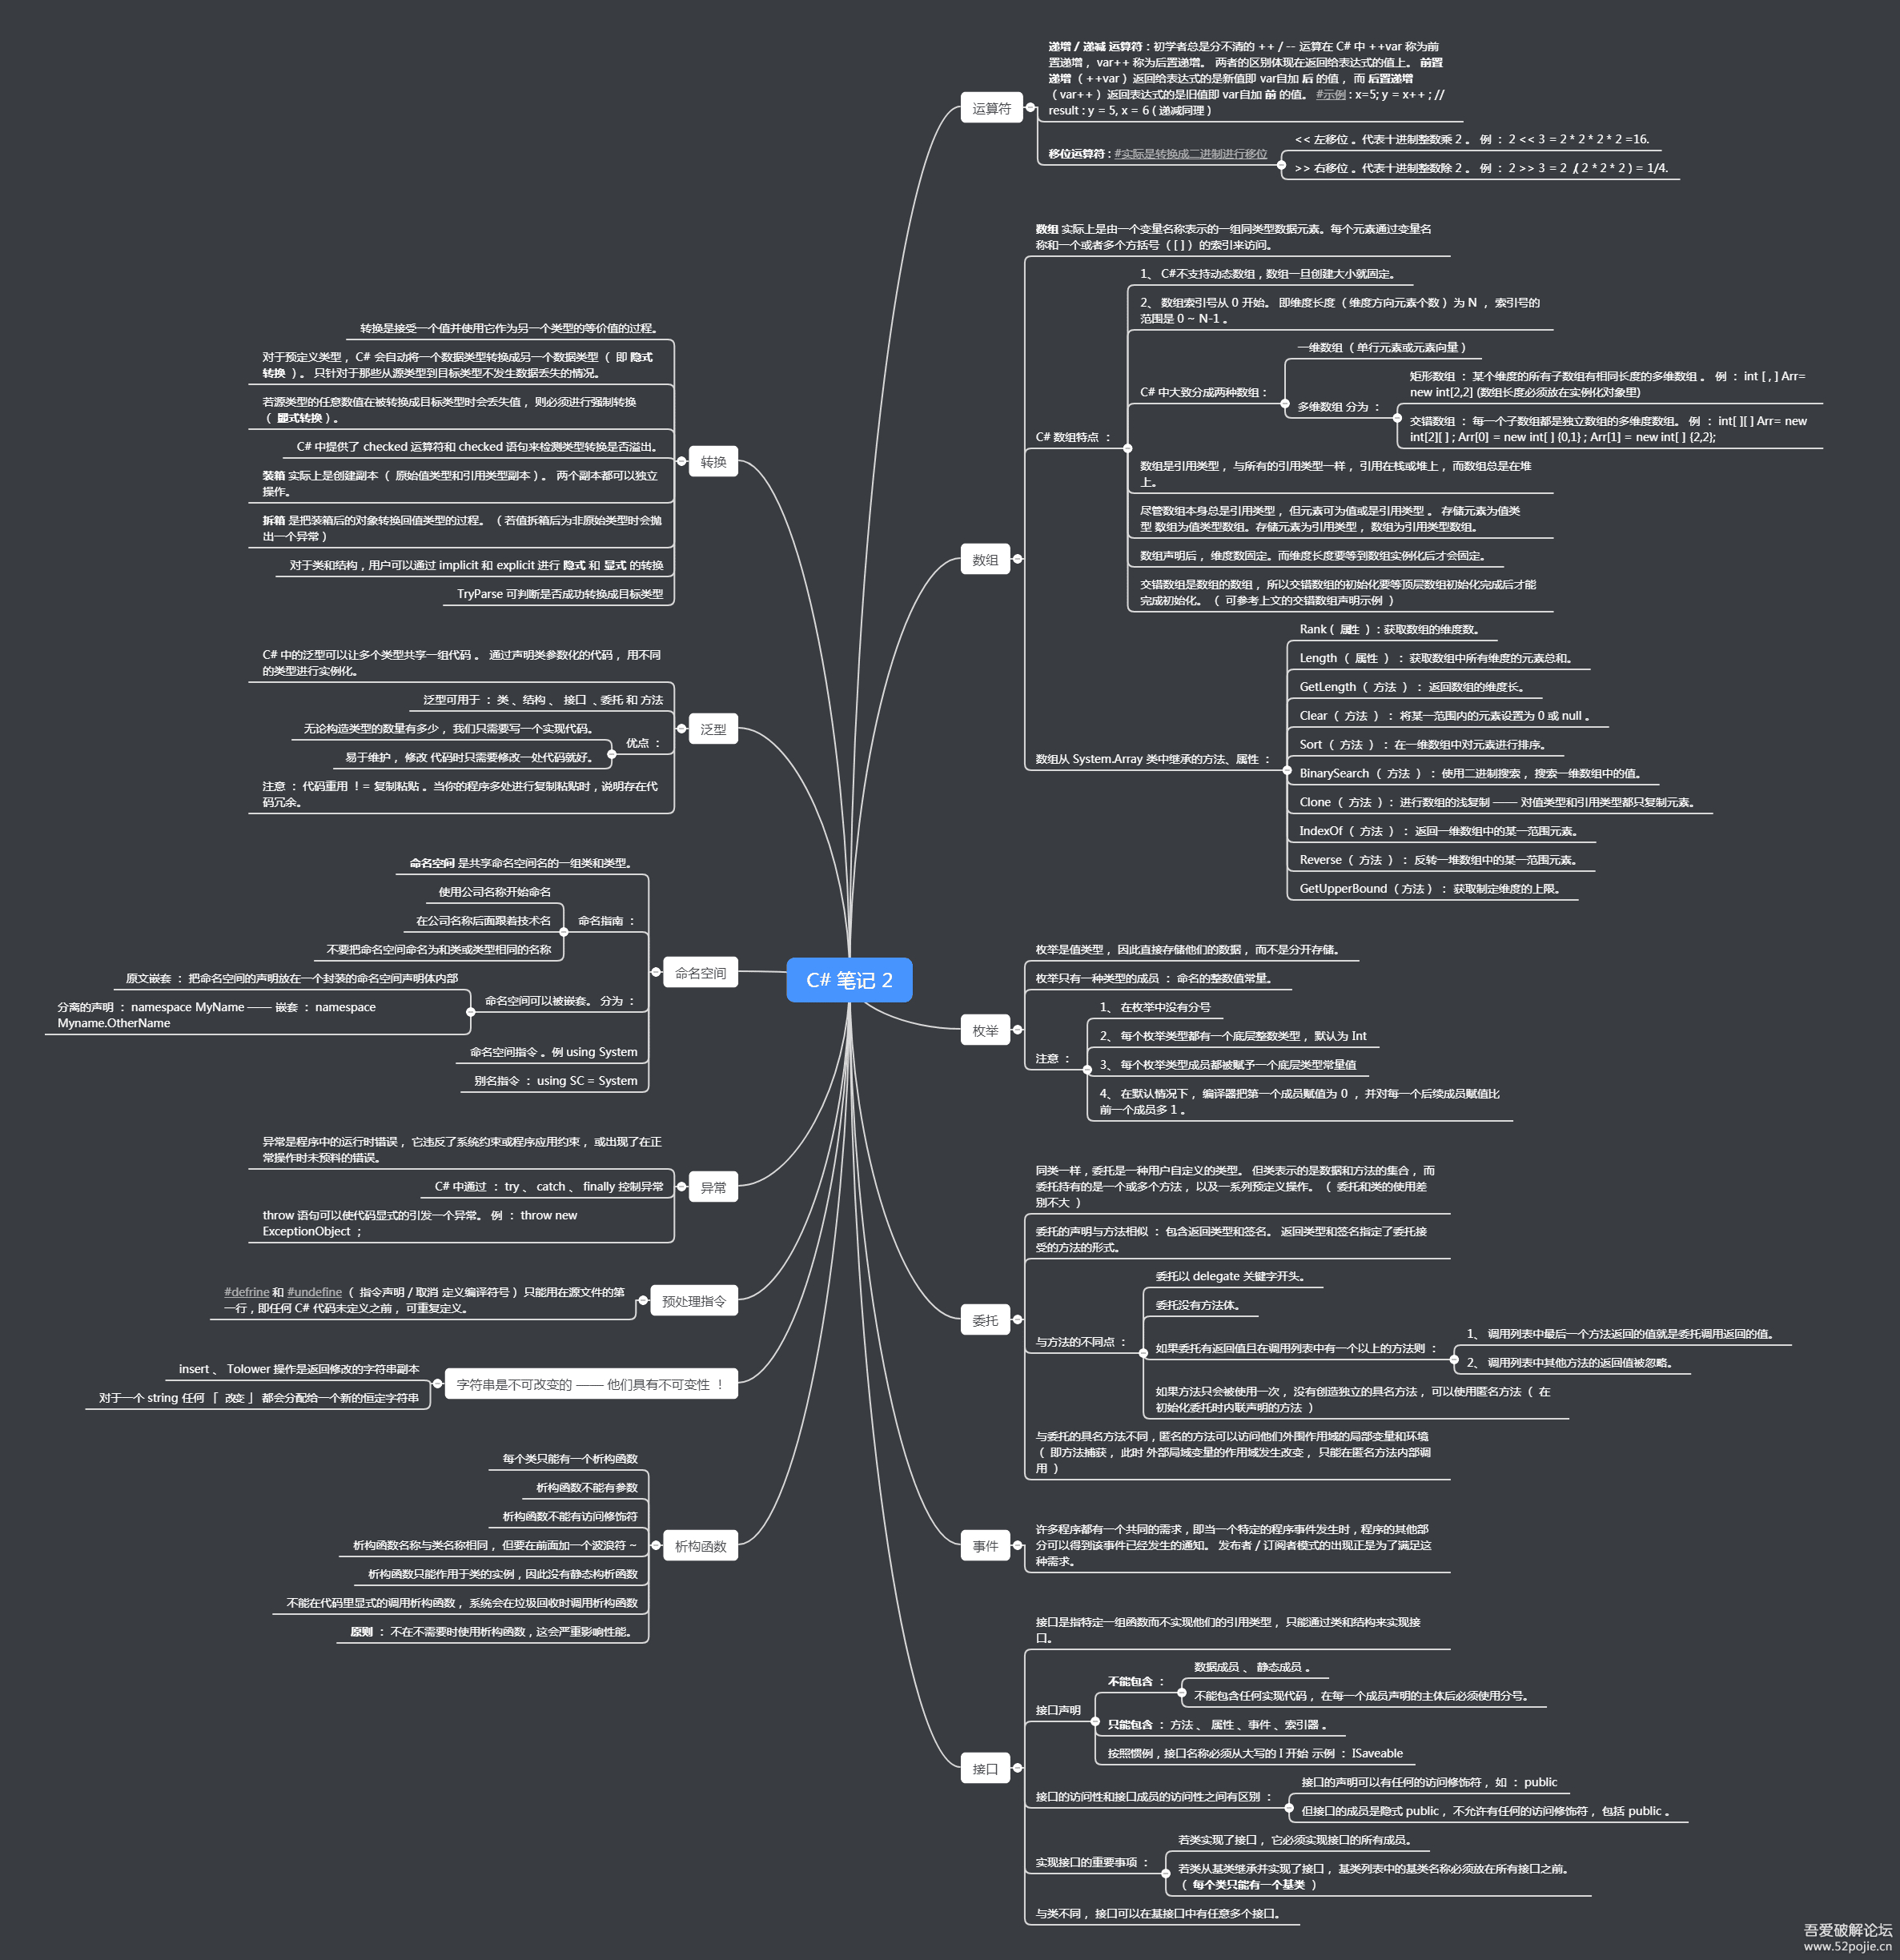 C# 笔记 2
运算符
递增 / 递减 运算符 : 初学者总是分不清的 ++ / -- 运算在 C# 中 ++var 称为前
置递增 , var++ 称为后置递增。 两者的区别体现在返回给表达式的值上。 前置
递增 ( ++var ) 返回给表达式的是新值即 var自加 后 的值 , 而 后置递增
( var++ ) 返回表达式的是旧值即 var自加 前 的值。 #示例 : x=5; y = x++ ; //
result : y = 5, x = 6 ( 递减同理 )
移位运算符 : #实际是转换成二进制进行移位
<< 左移位 。代表十进制整数乘 2 。 例 : 2 << 3 = 2 * 2 * 2 * 2 =16.
>> 右移位 。代表十进制整数除 2 。 例 : 2 >> 3 = 2 /( 2 * 2 * 2 ) = 1/4.
数组
数组 实际上是由一个变量名称表示的一组同类型数据元素。每个元素通过变量名
称和一个或者多个方括号 ( [ ] ) 的索引来访问。
C# 数组特点 :
1、 C#不支持动态数组 , 数组一旦创建大小就固定。
2、 数组索引号从 0 开始。 即维度长度 ( 维度方向元素个数 ) 为 N , 索引号的
范围是 0 ~ N-1 。
C# 中大致分成两种数组 :
一维数组 ( 单行元素或元素向量 )
多维数组 分为 :
矩形数组 : 某个维度的所有子数组有相同长度的多维数组 。 例 : int [ , ] Arr=
new int[2,2] (数组长度必须放在实例化对象里)
交错数组 : 每一个子数组都是独立数组的多维度数组。 例 : int[ ][ ] Arr= new
int[2][ ] ; Arr[0] = new int[ ] {0,1} ; Arr[1] = new int[ ] {2,2};
数组是引用类型 , 与所有的引用类型一样 , 引用在栈或堆上 , 而数组总是在堆
上。
尽管数组本身总是引用类型 , 但元素可为值或是引用类型 。 存储元素为值类
型 数组为值类型数组。存储元素为引用类型 , 数组为引用类型数组。
数组声明后 , 维度数固定。而维度长度要等到数组实例化后才会固定。
交错数组是数组的数组 , 所以交错数组的初始化要等顶层数组初始化完成后才能
完成初始化。 ( 可参考上文的交错数组声明示例 )
数组从 System.Array 类中继承的方法、属性 :
Rank ( 属性 ) : 获取数组的维度数。
Length ( 属性 ) : 获取数组中所有维度的元素总和。
GetLength ( 方法 ) : 返回数组的维度长。
Clear ( 方法 ) : 将某一范围内的元素设置为 0 或 null 。
Sort ( 方法 ) : 在一维数组中对元素进行排序。
BinarySearch ( 方法 ) : 使用二进制搜索 , 搜索一维数组中的值。
Clone ( 方法 ) : 进行数组的浅复制 —— 对值类型和引用类型都只复制元素。
IndexOf ( 方法 ) : 返回一维数组中的某一范围元素。
Reverse ( 方法 ) : 反转一堆数组中的某一范围元素。
GetUpperBound ( 方法 ) : 获取制定维度的上限。
枚举
枚举是值类型 , 因此直接存储他们的数据 , 而不是分开存储。
枚举只有一种类型的成员 : 命名的整数值常量。
注意 :
1、 在枚举中没有分号
2、 每个枚举类型都有一个底层整数类型 , 默认为 Int
3、 每个枚举类型成员都被赋予一个底层类型常量值
4、 在默认情况下 , 编译器把第一个成员赋值为 0 , 并对每一个后续成员赋值比
前一个成员多 1 。
委托
同类一样 , 委托是一种用户自定义的类型。 但类表示的是数据和方法的集合 , 而
委托持有的是一个或多个方法 , 以及一系列预定义操作。 ( 委托和类的使用差
别不大 )
委托的声明与方法相似 : 包含返回类型和签名。 返回类型和签名指定了委托接
受的方法的形式。
与方法的不同点 :
委托以 delegate 关键字开头。
委托没有方法体。
如果委托有返回值且在调用列表中有一个以上的方法则 :
1、 调用列表中最后一个方法返回的值就是委托调用返回的值。
2、 调用列表中其他方法的返回值被忽略。
如果方法只会被使用一次 , 没有创造独立的具名方法 , 可以使用匿名方法 ( 在
初始化委托时内联声明的方法 )
与委托的具名方法不同 , 匿名的方法可以访问他们外围作用域的局部变量和环境
( 即方法捕获 , 此时 外部局域变量的作用域发生改变 , 只能在匿名方法内部调
用 )
事件
许多程序都有一个共同的需求 , 即当一个特定的程序事件发生时 , 程序的其他部
分可以得到该事件已经发生的通知。 发布者 / 订阅者模式的出现正是为了满足这
种需求。
接口
接口是指特定一组函数而不实现他们的引用类型 , 只能通过类和结构来实现接
口。
接口声明
不能包含 :
数据成员 、 静态成员 。
不能包含任何实现代码 , 在每一个成员声明的主体后必须使用分号。
只能包含 : 方法 、 属性 、事件 、索引器 。
按照惯例 , 接口名称必须从大写的 I 开始 示例 : ISaveable
接口的访问性和接口成员的访问性之间有区别 :
接口的声明可以有任何的访问修饰符 , 如 : public
但接口的成员是隐式 public , 不允许有任何的访问修饰符 , 包括 public 。
实现接口的重要事项 :
若类实现了接口 , 它必须实现接口的所有成员。
若类从基类继承并实现了接口 , 基类列表中的基类名称必须放在所有接口之前。
( 每个类只能有一个基类 )
与类不同 , 接口可以在基接口中有任意多个接口。
转换
转换是接受一个值并使用它作为另一个类型的等价值的过程。
对于预定义类型 , C# 会自动将一个数据类型转换成另一个数据类型 ( 即 隐式
转换 ) 。 只针对于那些从源类型到目标类型不发生数据丢失的情况。
若源类型的任意数值在被转换成目标类型时会丢失值 , 则必须进行强制转换
( 显式转换 ) 。
C# 中提供了 checked 运算符和 checked 语句来检测类型转换是否溢出。
装箱 实际上是创建副本 ( 原始值类型和引用类型副本 ) 。 两个副本都可以独立
操作。
拆箱 是把装箱后的对象转换回值类型的过程。 ( 若值拆箱后为非原始类型时会抛
出一个异常 )
对于类和结构 , 用户可以通过 implicit 和 explicit 进行 隐式 和 显式 的转换
TryParse 可判断是否成功转换成目标类型
泛型
C# 中的泛型可以让多个类型共享一组代码 。 通过声明类参数化的代码 , 用不同
的类型进行实例化。
泛型可用于 : 类 、结构 、 接口 、委托 和 方法
优点 :
无论构造类型的数量有多少 , 我们只需要写一个实现代码。
易于维护 , 修改 代码时只需要修改一处代码就好。
注意 : 代码重用 ! = 复制粘贴 。当你的程序多处进行复制粘贴时 , 说明存在代
码冗余。
命名空间
命名空间 是共享命名空间名的一组类和类型。
命名指南 :
使用公司名称开始命名
在公司名称后面跟着技术名
不要把命名空间命名为和类或类型相同的名称
命名空间可以被嵌套。 分为 :
原文嵌套 : 把命名空间的声明放在一个封装的命名空间声明体内部
分离的声明 : namespace MyName —— 嵌套 : namespace
Myname.OtherName
命名空间指令 。例 using System
别名指令 : using SC = System
异常
异常是程序中的运行时错误 , 它违反了系统约束或程序应用约束 , 或出现了在正
常操作时未预料的错误。
C# 中通过 : try 、 catch 、 finally 控制异常
throw 语句可以使代码显式的引发一个异常。 例 : throw new
ExceptionObject ;
预处理指令
#defrine 和 #undefine ( 指令声明 / 取消 定义编译符号 ) 只能用在源文件的第
一行 , 即任何 C# 代码未定义之前 , 可重复定义。
字符串是不可改变的 —— 他们具有不可变性 !
insert 、 Tolower 操作是返回修改的字符串副本
对于一个 string 任何 「 改变 」 都会分配给一个新的恒定字符串
析构函数
每个类只能有一个析构函数
析构函数不能有参数
析构函数不能有访问修饰符
析构函数名称与类名称相同 , 但要在前面加一个波浪符 ~
析构函数只能作用于类的实例 , 因此没有静态构析函数
不能在代码里显式的调用析构函数 , 系统会在垃圾回收时调用析构函数
原则 : 不在不需要时使用析构函数 , 这会严重影响性能。
吾爱破解论坛
www.52pojie.cn